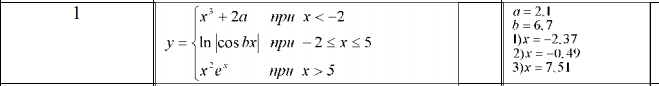 1
y = { x³ + 2a при x < −2
ln |cos bx| при − 2 ≤ x ≤ 5
x²eˣ при x > 5
a = 2,1
b = 6,7
1)x = −2,37
2)x = −0,49
3)x = 7,51